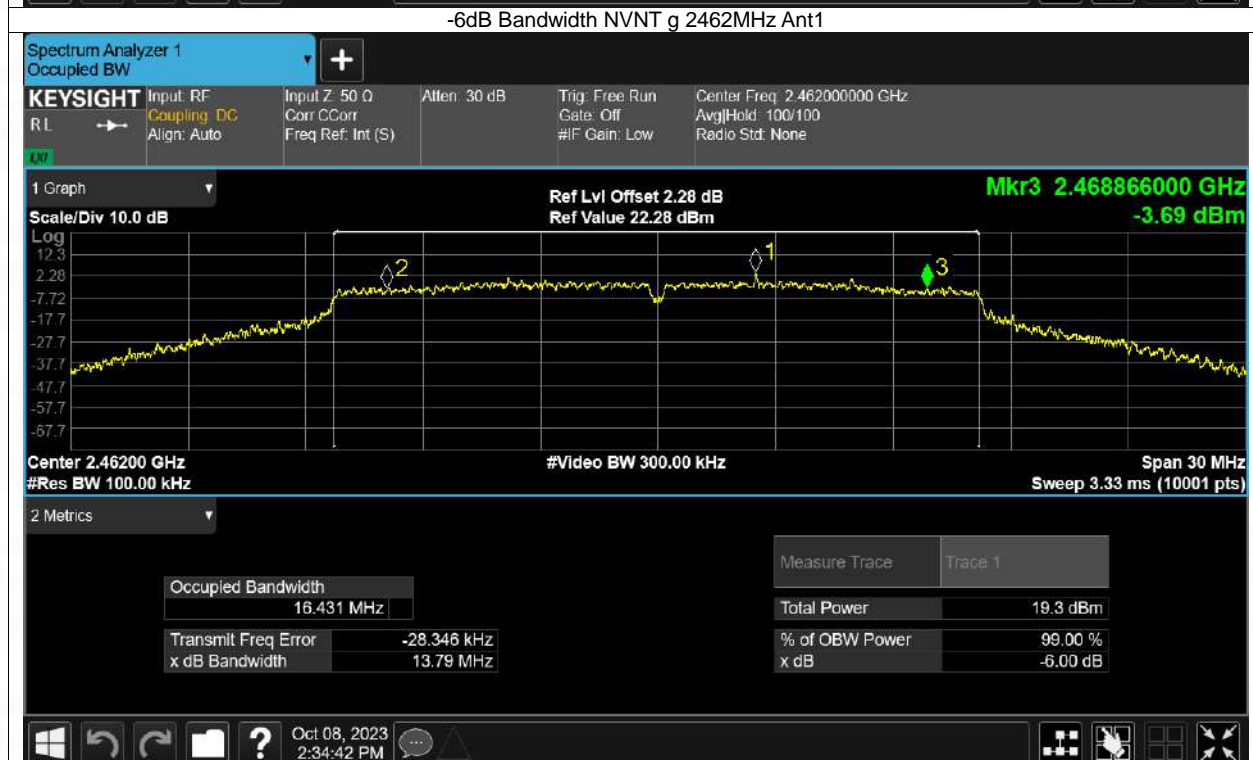 -6dB Bandwidth NVNT g 2462MHz Ant1
Spectrum Analyzer 1
Occupied BW
+
KEYSIGHT
RL
LXI
Input: RF
Coupling: DC
Align: Auto
Input Z: 50 Ω
Corr CCorr
Freq Ref: Int (S)
Atten: 30 dB
Trig: Free Run
Gate: Off
#IF Gain: Low
Center Freq: 2.462000000 GHz
Avg|Hold: 100/100
Radio Std: None
1 Graph
Scale/Div 10.0 dB
Ref Lvl Offset 2.28 dB
Ref Value 22.28 dBm
Mkr3 2.468866000 GHz
-3.69 dBm
Log
12.3
2.28
-7.72
-17.7
-27.7
-37.7
-47.7
-57.7
-67.7
2
1
3
Center 2.46200 GHz
#Res BW 100.00 kHz
#Video BW 300.00 kHz
Span 30 MHz
Sweep 3.33 ms (10001 pts)
2 Metrics
Measure Trace Trace 1
Occupied Bandwidth
16.431 MHz
Total Power 19.3 dBm
Transmit Freq Error -28.346 kHz
% of OBW Power 99.00 %
x dB Bandwidth 13.79 MHz
x dB -6.00 dB
?
Oct 08, 2023
2:34:42 PM